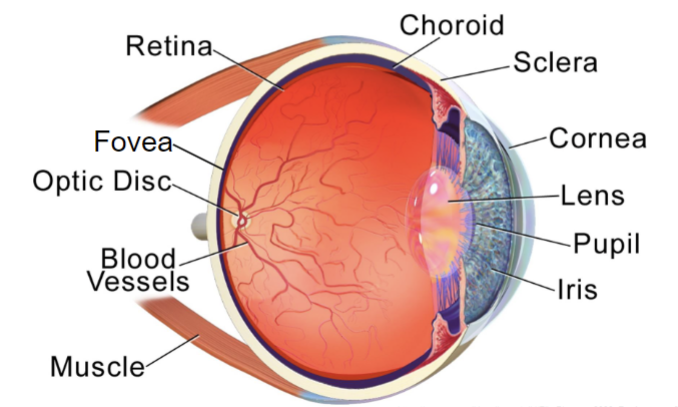 Choroid
Retina
Sclera
Fovea
Cornea
Optic Disc
Lens
Pupil
Blood
Vessels
Iris
Muscle